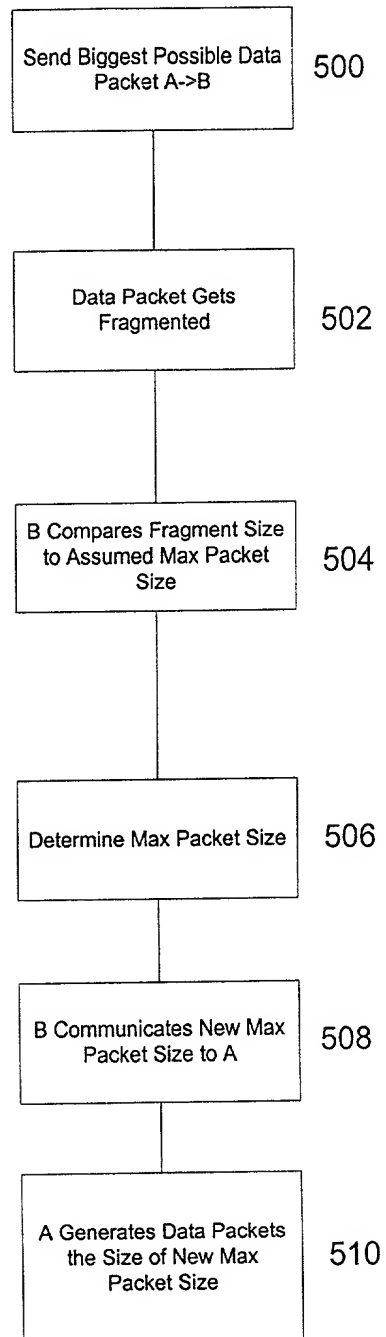 Send Biggest Possible Data
Packet A->B
500
Data Packet Gets
Fragmented
502
B Compares Fragment Size
to Assumed Max Packet
Size
504
Determine Max Packet Size
506
B Communicates New Max
Packet Size to A
508
A Generates Data Packets
the Size of New Max
Packet Size
510